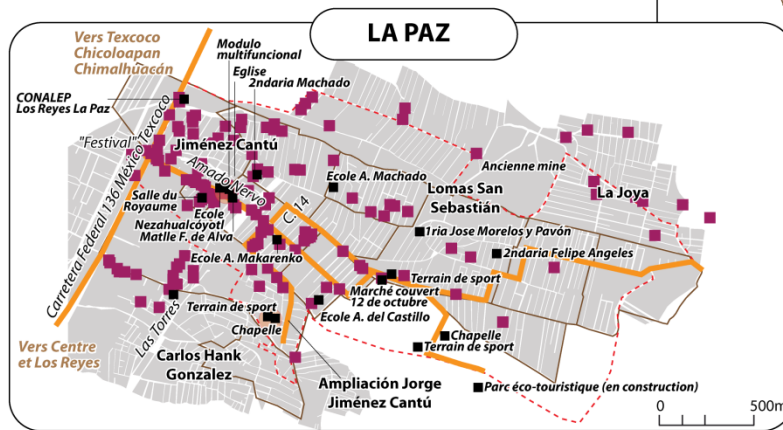 LA PAZ
Vers Texcoco
Chicoloapan
Chimalhuacán
Modulo
multifuncional
Eglise
2ndaria Machado
CONALEP
Los Reyes La Paz
"Festival"
Jiménez Cantú
Carretera Federal 136 México Texcoco
Amado Nervo
Ecole A. Machado
Ancienne mine
Lomas San
Sebastián
La Joya
Salle du
Royaume
Ecole
Nezahualcóyotl
Matlle F. de Alva
C. 14
1ria Jose Morelos y Pavón
2ndaria Felipe Angeles
Ecole A. Makarenko
Terrain de sport
Marché couvert
12 de octubre
Terrain de sport
Chapelle
Ecole A. del Castillo
Las Torres
Chapelle
Terrain de sport
Vers Centre
et Los Reyes
Carlos Hank
Gonzalez
Ampliación Jorge
Jiménez Cantú
Parc éco-touristique (en construction)
0 500m